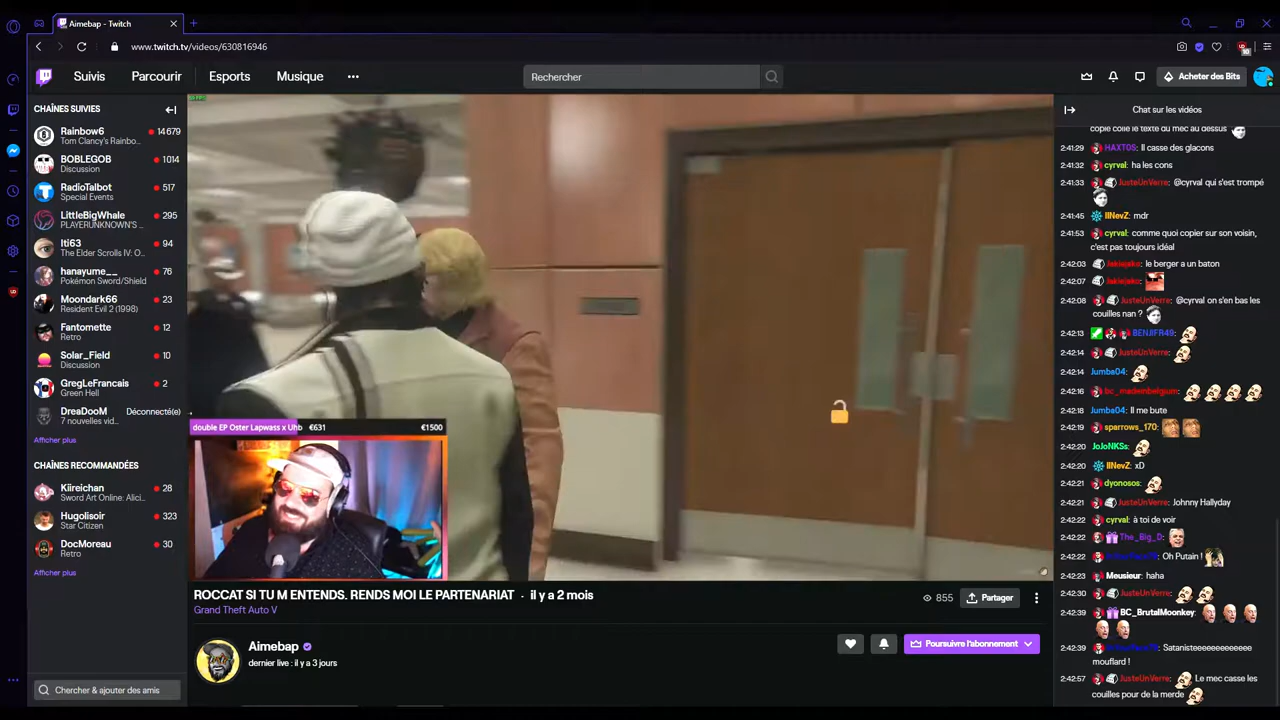 Aimebap - Twitch
www.twitch.tv/videos/630816946
Suivis
Parcourir
Esports
Musique
Rechercher
Acheter des Bits
CHAÎNES SUIVIES
Rainbow6
14 679
Tom Clancy's Rainbo...
BOBLEGOB
1014
Discussion
RadioTalbot
517
Special Events
LittleBigWhale
295
PLAYERUNKNOWN'S ...
Iti63
94
The Elder Scrolls IV: O...
hanayume__
76
Pokémon Sword/Shield
Moondark66
23
Resident Evil 2 (1998)
Fantomette
12
Retro
Solar_Field
10
Discussion
GregLeFrancais
2
Green Hell
DreaDooM
Déconnecté(e)
7 nouvelles vid...
Afficher plus
CHAÎNES RECOMMANDÉES
Kiireichan
28
Sword Art Online: Alici...
Hugolisoir
323
Star Citizen
DocMoreau
30
Retro
Afficher plus
Chercher & ajouter des amis
double EP Oster Lapwass x Uhb
€631
€1500
ROCCAT SI TU M ENTENDS. RENDS MOI LE PARTENARIAT · il y a 2 mois
Grand Theft Auto V
855
Partager
Aimebap
dernier live : il y a 3 jours
Poursuivre l'abonnement
Chat sur les vidéos
copie colle le texte du mec au dessus
2:41:29 HAXTOS: Il casse des glacons
2:41:32 cyrval: ha les cons
2:41:33 JusteUnVerre: @cyrval qui s'est trompé
2:41:45 IINevZ: mdr
2:41:53 cyrval: comme quoi copier sur son voisin,
c'est pas toujours idéal
2:42:03 Jakiejako: le berger a un baton
2:42:07 Jakiejako:
2:42:08 JusteUnVerre: @cyrval on s'en bas les
couilles nan ?
2:42:13 BENJIFR49:
2:42:14 JusteUnVerre:
2:42:14 Jumba04:
2:42:16 bc_madeinbelgium:
2:42:18 Jumba04: Il me bute
2:42:19 sparrows_170:
2:42:20 JoJoNKSs:
2:42:20 IINevZ: xD
2:42:21 dyonosos:
2:42:21 JusteUnVerre: Johnny Hallyday
2:42:22 cyrval: à toi de voir
2:42:22 The_Big_D:
2:42:22 Oh Putain !
2:42:23 Meusieur: haha
2:42:30 JusteUnVerre:
2:42:39 BC_BrutalMoonkey:
2:42:39 Satanisteeeeeeeeeeeee
mouflard !
2:42:57 JusteUnVerre: Le mec casse les
couilles pour de la merde